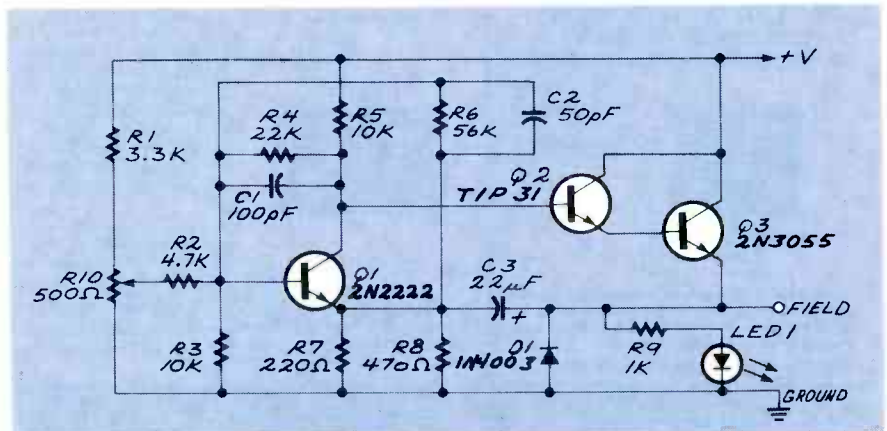 +V
R1
3.3K
R4
22K
R5
10K
R6
56K
C2
50pF
C1
100pF
Q2
TIP 31
Q3
2N3055
R2
4.7K
R10
500Ω
Q1
2N2222
C3
22µF
+
FIELD
R3
10K
R7
220Ω
R8
470Ω
D1
1N4003
R9
1K
LED1
GROUND